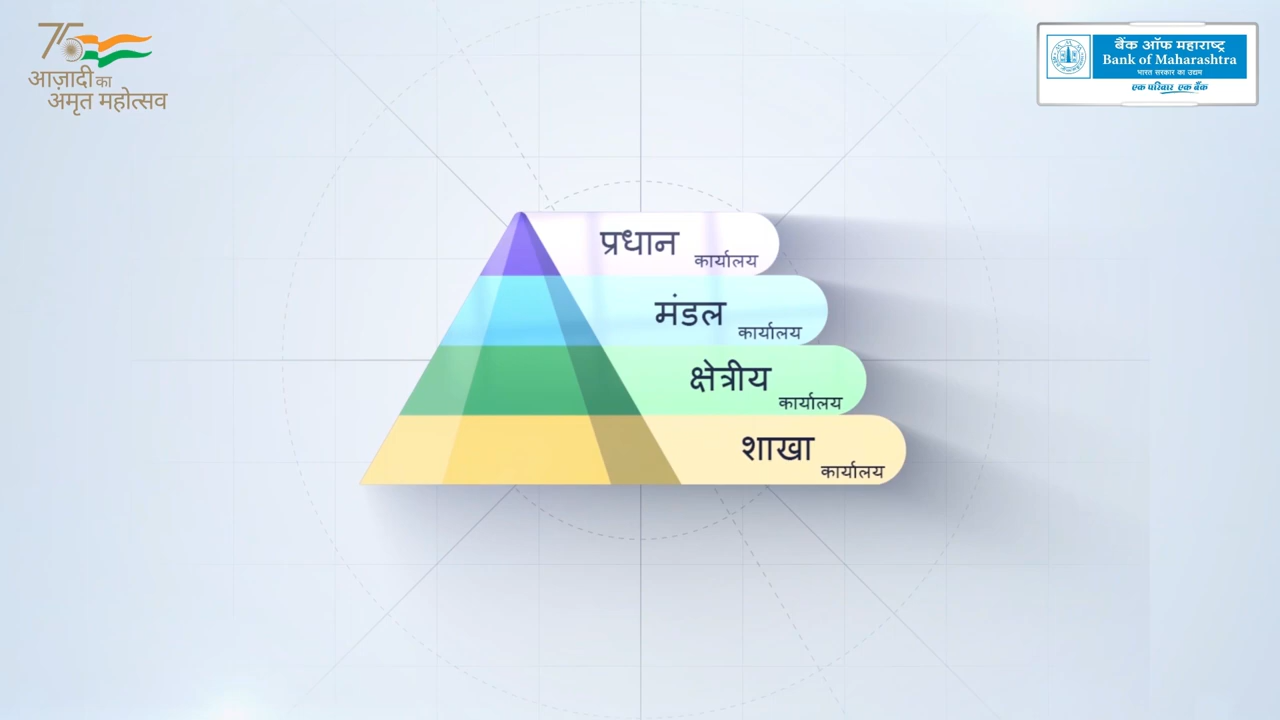 75
आज़ादी का
अमृत महोत्सव
बैंक ऑफ महाराष्ट्र
Bank of Maharashtra
भारत सरकार का उद्यम
एक परिवार एक बैंक
प्रधान
कार्यालय
मंडल
कार्यालय
क्षेत्रीय
कार्यालय
शाखा
कार्यालय